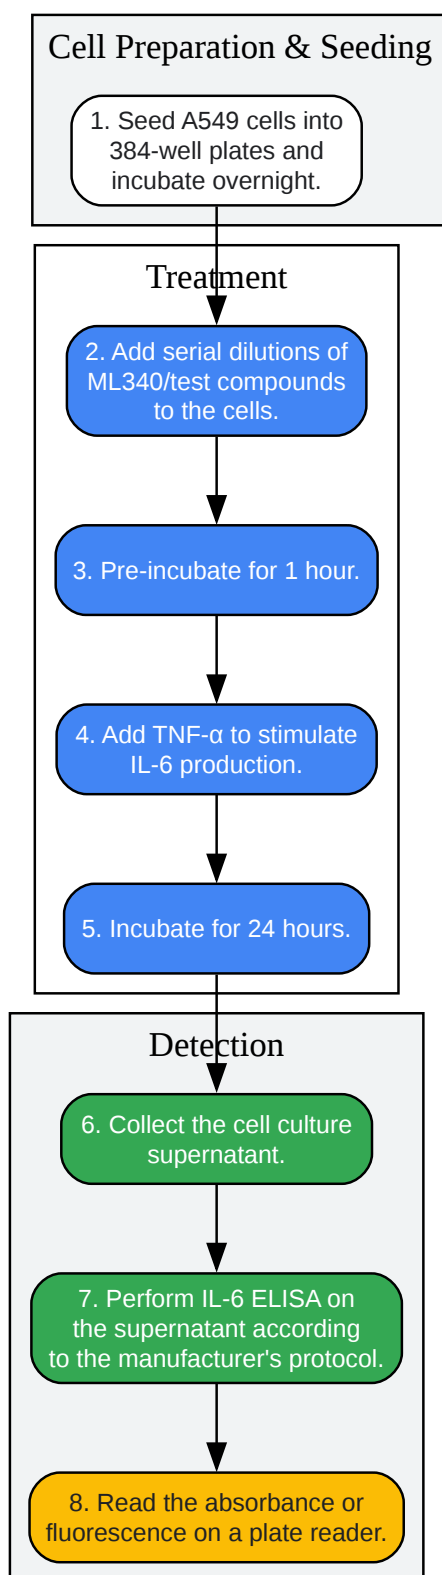 Cell Preparation & Seeding
1. Seed A549 cells into
384-well plates and
incubate overnight.
Treatment
2. Add serial dilutions of
ML340/test compounds
to the cells.
3. Pre-incubate for 1 hour.
4. Add TNF-α to stimulate
IL-6 production.
5. Incubate for 24 hours.
Detection
6. Collect the cell culture
supernatant.
7. Perform IL-6 ELISA on
the supernatant according
to the manufacturer's protocol.
8. Read the absorbance or
fluorescence on a plate reader.